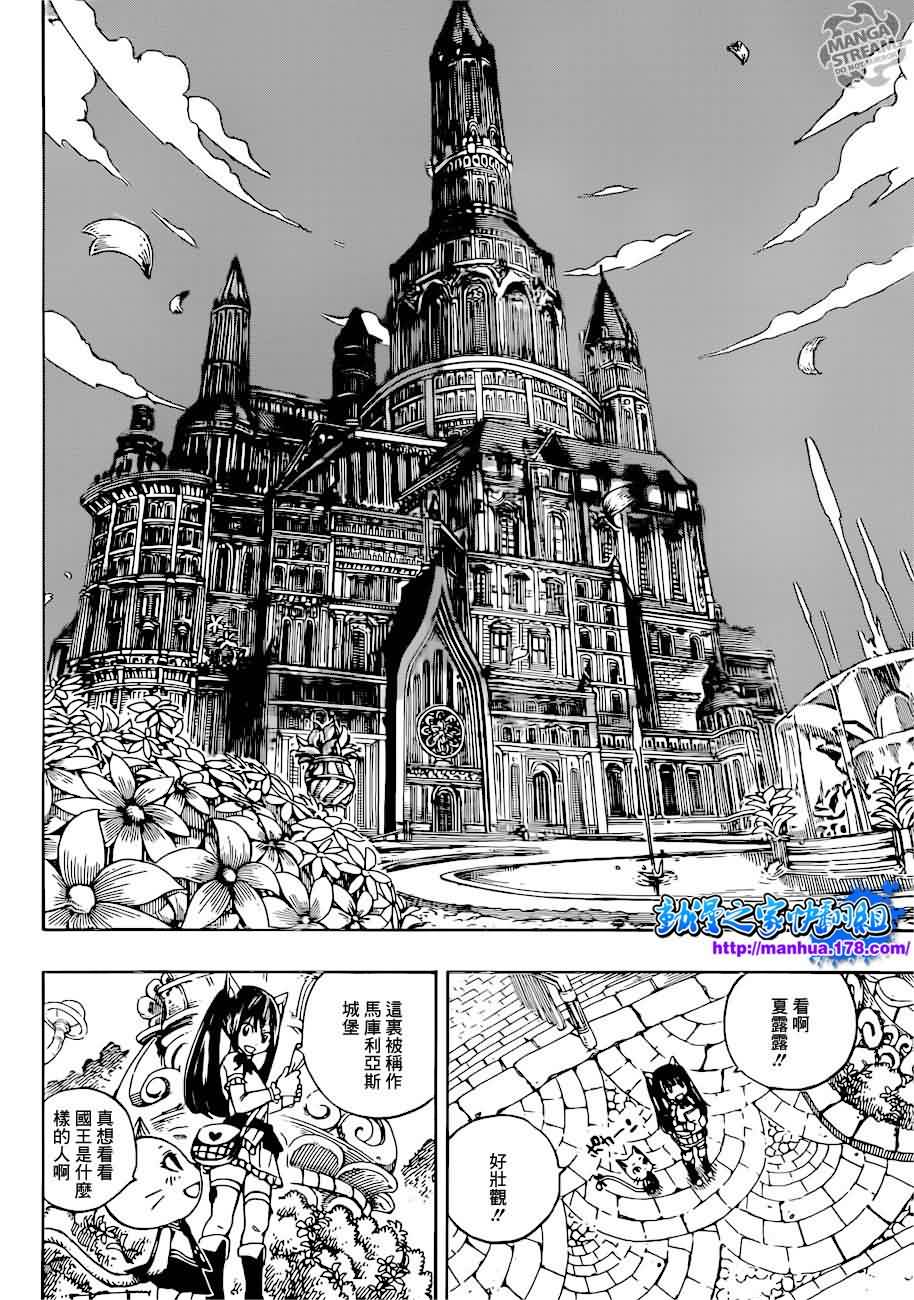 MANGA
STREAM
動漫之家快翻組
http://manhua.178.com/
看啊
夏露露!!
好壯觀!!
這裏被稱作
馬庫利亞斯
城堡
真想看看
國王是什麼
樣的人啊